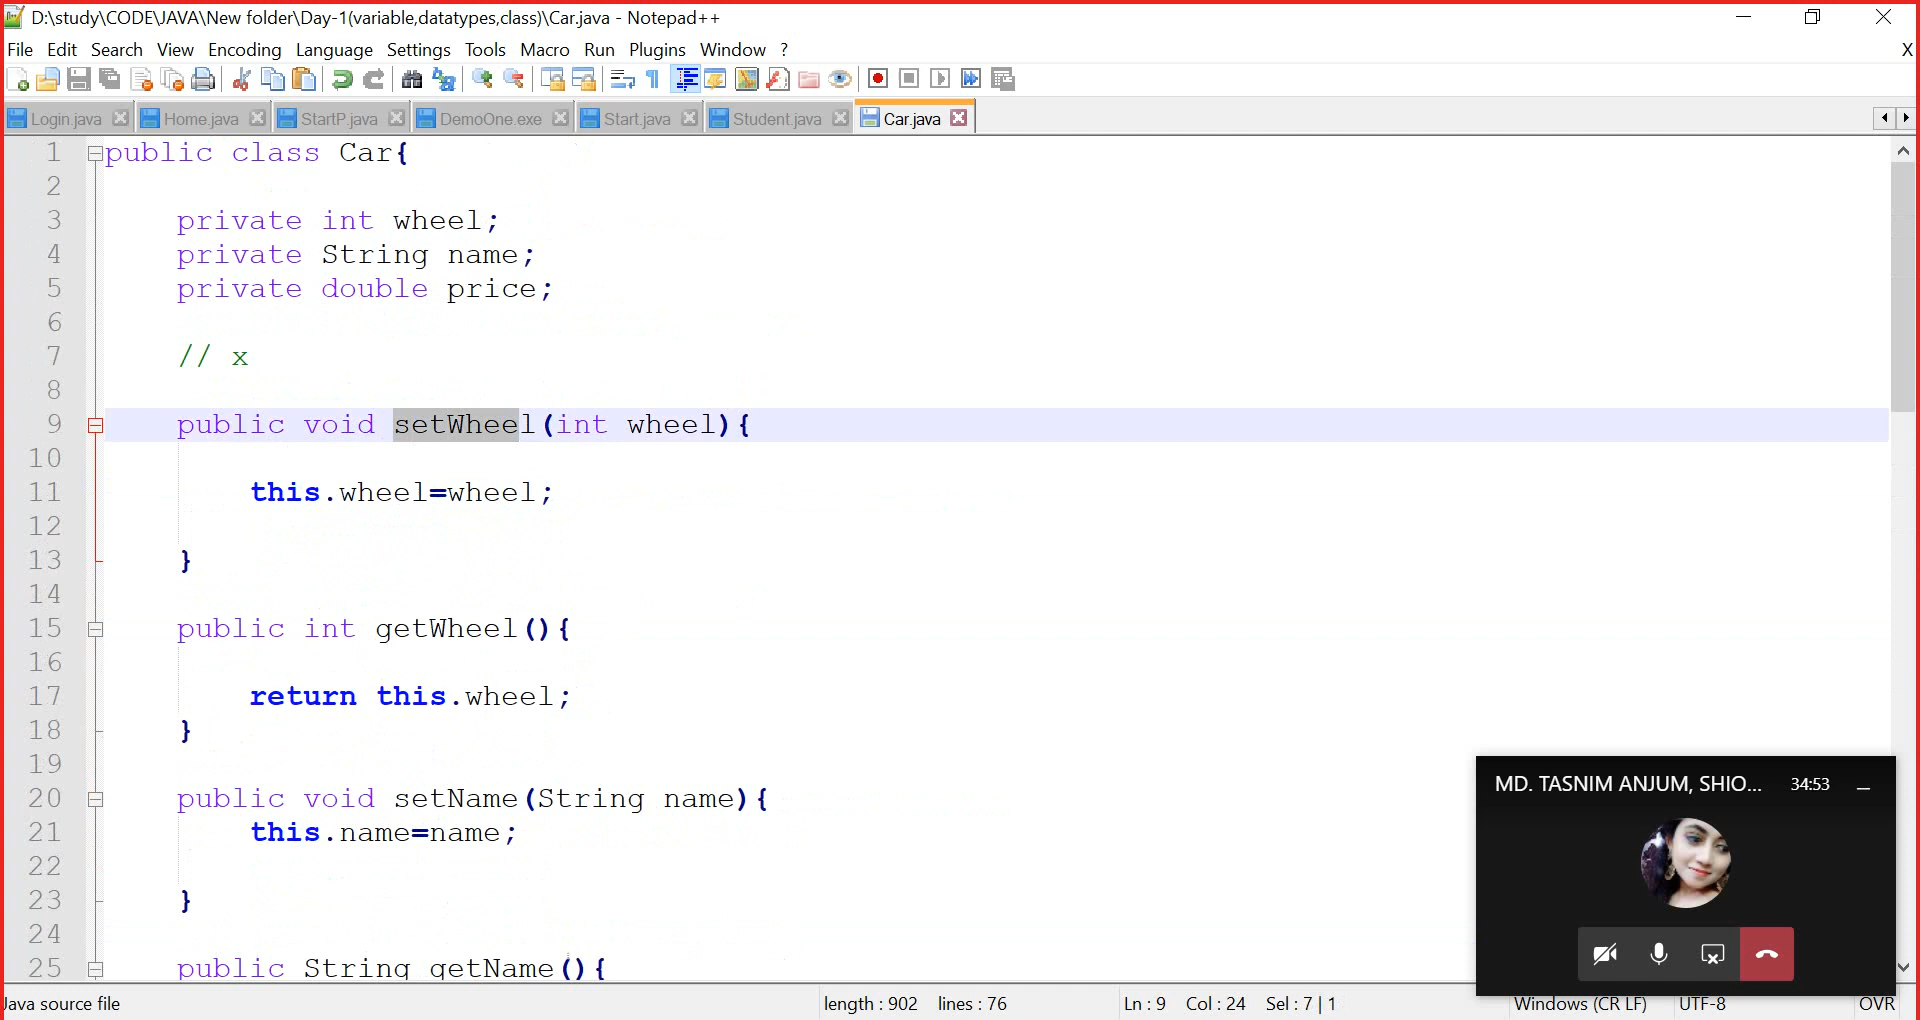 D:\study\CODE\JAVA\New folder\Day-1(variable,datatypes,class)\Car.java - Notepad++
File Edit Search View Encoding Language Settings Tools Macro Run Plugins Window ? X
Login.java Home.java StartP.java DemoOne.exe Start.java Student.java Car.java
1 public class Car{
2
3 private int wheel;
4 private String name;
5 private double price;
6
7 // x
8
9 public void setWheel(int wheel){
10
11 this.wheel=wheel;
12
13 }
14
15 public int getWheel(){
16
17 return this.wheel;
18 }
19
20 public void setName(String name){
21 this.name=name;
22
23 }
24
25 public String getName(){
MD. TASNIM ANJUM, SHIO... 34:53
Java source file length : 902 lines : 76 Ln : 9 Col : 24 Sel : 7 | 1 Windows (CR LF) UTF-8 OVR